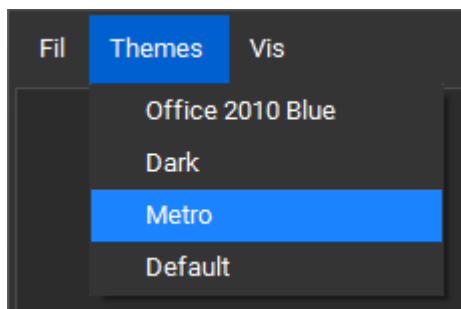 Fil Themes Vis
Office 2010 Blue
Dark
Metro
Default